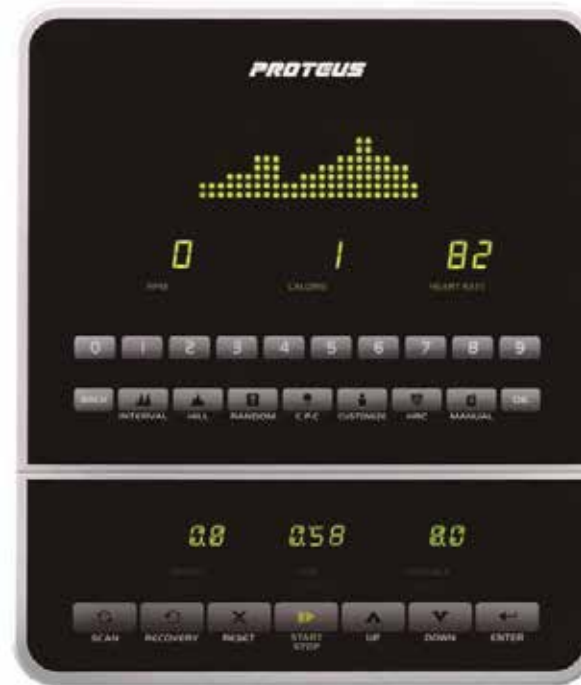 PROTEUS
0 1 82
RPM CALORIE HEART RATE
0 1 2 3 4 5 6 7 8 9
BACK INTERVAL HILL RANDOM C.P.C CUSTOMIZE HRC MANUAL OK
0.0 0:58 0.0
SCAN RECOVERY RESET START STOP UP DOWN ENTER